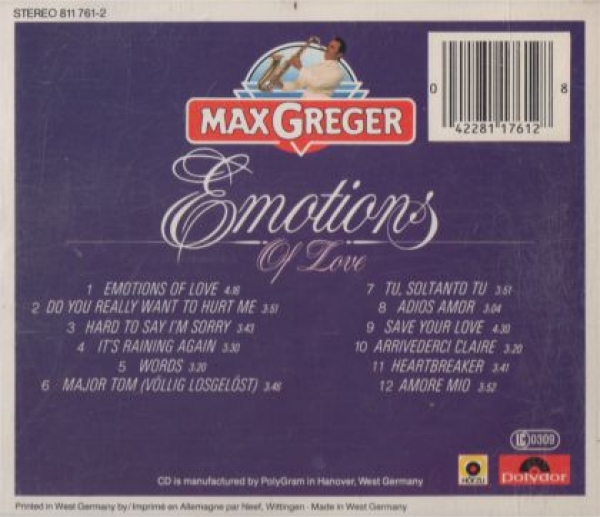 STEREO 811 761-2
MAX GREGER
0 42281 17612 8
Emotions
Of Love
1 EMOTIONS OF LOVE 4.16
2 DO YOU REALLY WANT TO HURT ME 3.51
3 HARD TO SAY I'M SORRY 3.43
4 IT'S RAINING AGAIN 3.30
5 WORDS 3.20
6 MAJOR TOM (VÖLLIG LOSGELÖST) 3.46
7 TU, SOLTANTO TU 3.51
8 ADIOS AMOR 3.04
9 SAVE YOUR LOVE 4.30
10 ARRIVEDERCI CLAIRE 3.20
11 HEARTBREAKER 3.41
12 AMORE MIO 3.52
LC 0309
HÖRZU
polydor
CD is manufactured by PolyGram in Hanover, West Germany
Printed in West Germany by/Imprimé en Allemagne par Neef, Wittingen · Made in West Germany